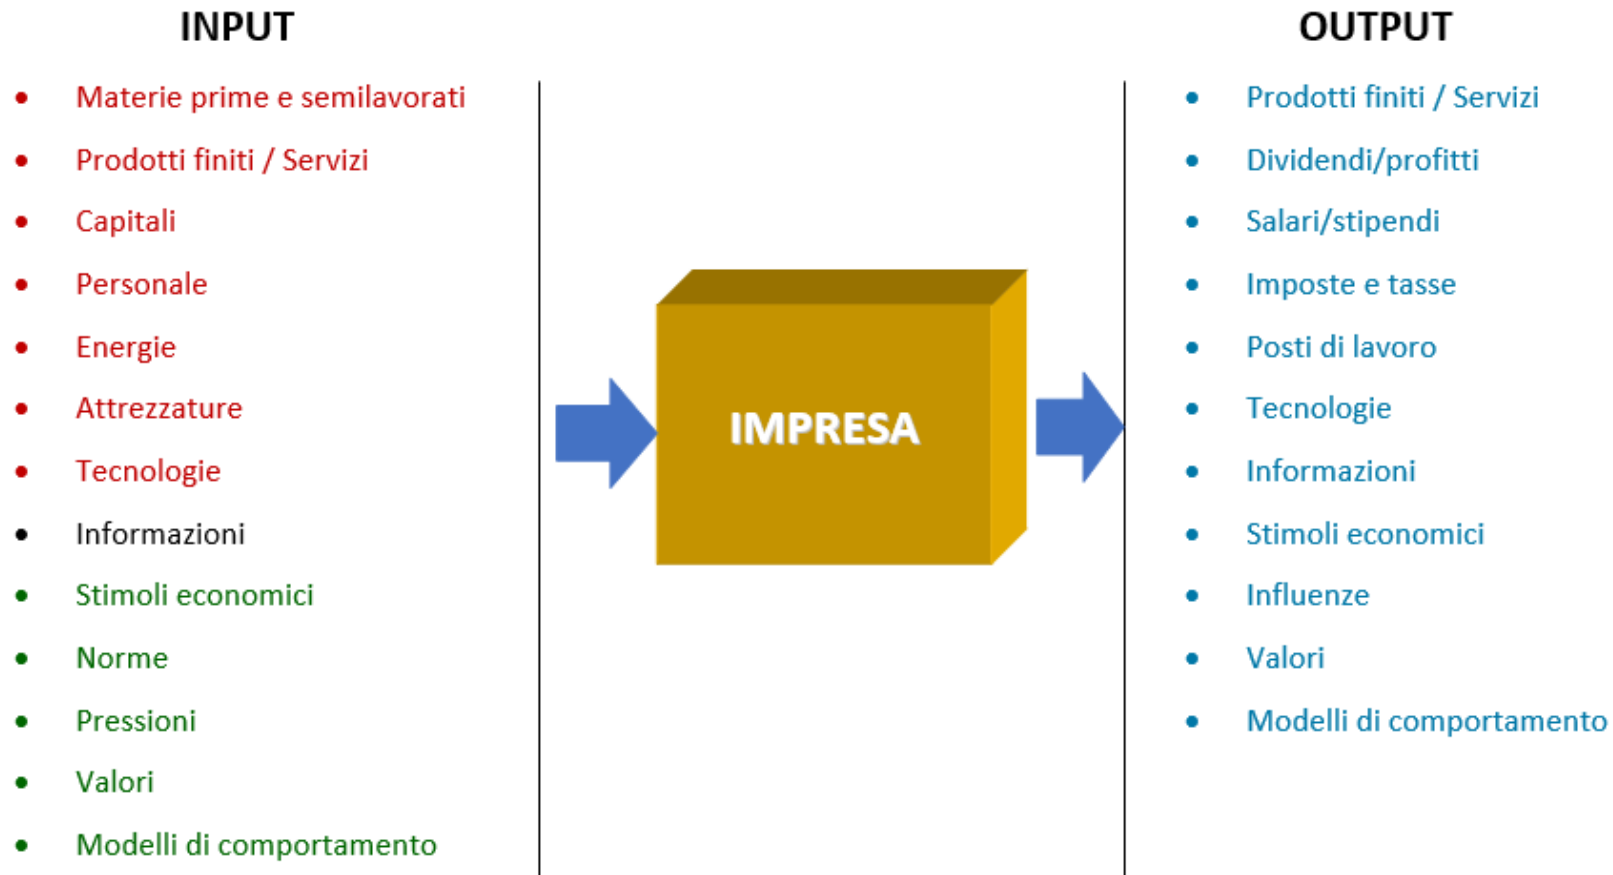 INPUT
• Materie prime e semilavorati
• Prodotti finiti / Servizi
• Capitali
• Personale
• Energie
• Attrezzature
• Tecnologie
• Informazioni
• Stimoli economici
• Norme
• Pressioni
• Valori
• Modelli di comportamento
IMPRESA
OUTPUT
• Prodotti finiti / Servizi
• Dividendi/profitti
• Salari/stipendi
• Imposte e tasse
• Posti di lavoro
• Tecnologie
• Informazioni
• Stimoli economici
• Influenze
• Valori
• Modelli di comportamento